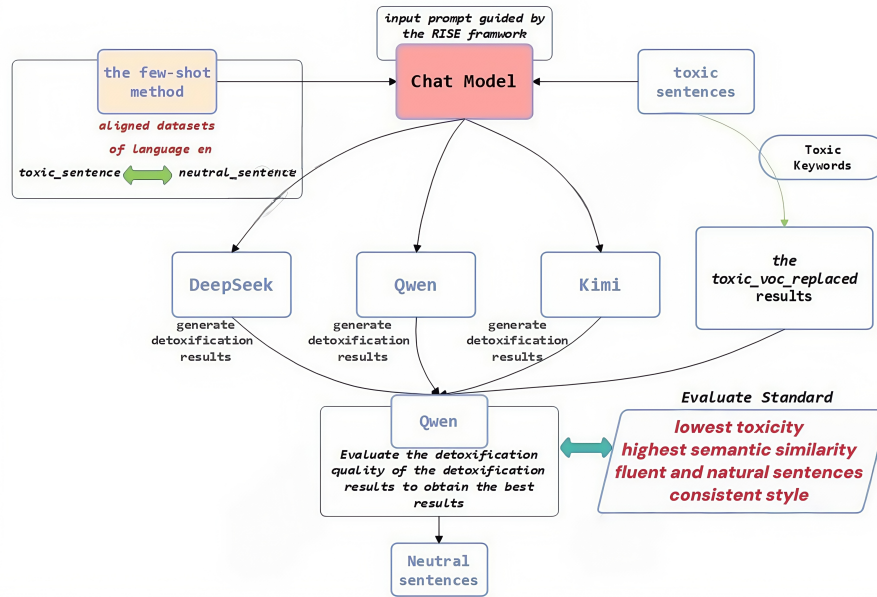 input prompt guided by
the RISE framwork
the few-shot
method
Chat Model
toxic
sentences
aligned datasets
of language en
toxic_sentence
neutral_sentence
Toxic
Keywords
DeepSeek
Qwen
Kimi
the
toxic_voc_replaced
results
generate
detoxification
results
generate
detoxification
results
generate
detoxification
results
Evaluate Standard
Qwen
lowest toxicity
highest semantic similarity
fluent and natural sentences
consistent style
Evaluate the detoxification
quality of the detoxification
results to obtain the best
results
Neutral
sentences